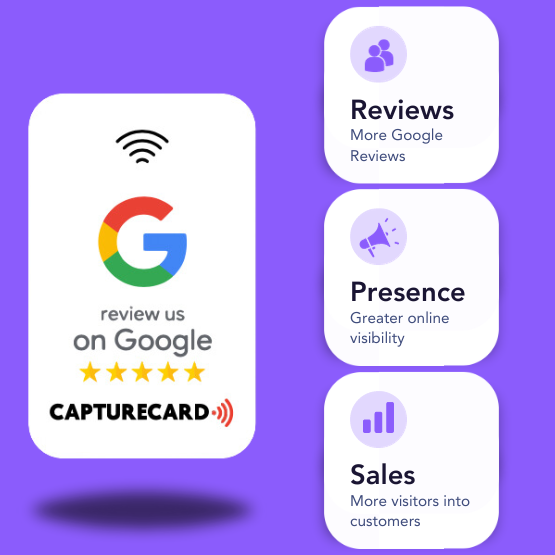 review us
on Google
CAPTURECARD
Reviews
More Google
Reviews
Presence
Greater online
visibility
Sales
More visitors into
customers